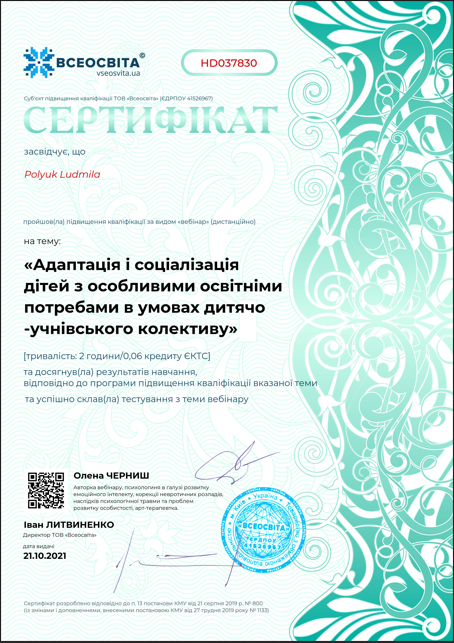 ВСЕОСВІТА ©
vseosvita.ua
HD037830
Суб'єкт підвищення кваліфікації ТОВ «Всеосвіта» (ЄДРПОУ 41526967)
СЕРТИФІКАТ
засвідчує, що
Polyuk Ludmila
пройшов(ла) підвищення кваліфікації за видом «вебінар» (дистанційно)
на тему:
«Адаптація і соціалізація
дітей з особливими освітніми
потребами в умовах дитячо
-учнівського колективу»
[тривалість: 2 години/0,06 кредиту ЄКТС]
та досягнув(ла) результатів навчання,
відповідно до програми підвищення кваліфікації вказаної теми
та успішно склав(ла) тестування з теми вебінару
Олена ЧЕРНИШ
Авторка вебінару, психологиня в галузі розвитку
емоційного інтелекту, корекції невротичних розладів,
наслідків психологічної травми та проблем
розвитку особистості, арт-терапевтка.
Іван ЛИТВИНЕНКО
Директор ТОВ «Всеосвіта»
дата видачі
21.10.2021
Україна
м. Київ
«ВСЕОСВІТА»
41526967
Сертифікат розроблено відповідно до п. 13 постанови КМУ від 21 серпня 2019 р. № 800
(із змінами і доповненнями, внесеними постановою КМУ від 27 грудня 2019 року № 1133)